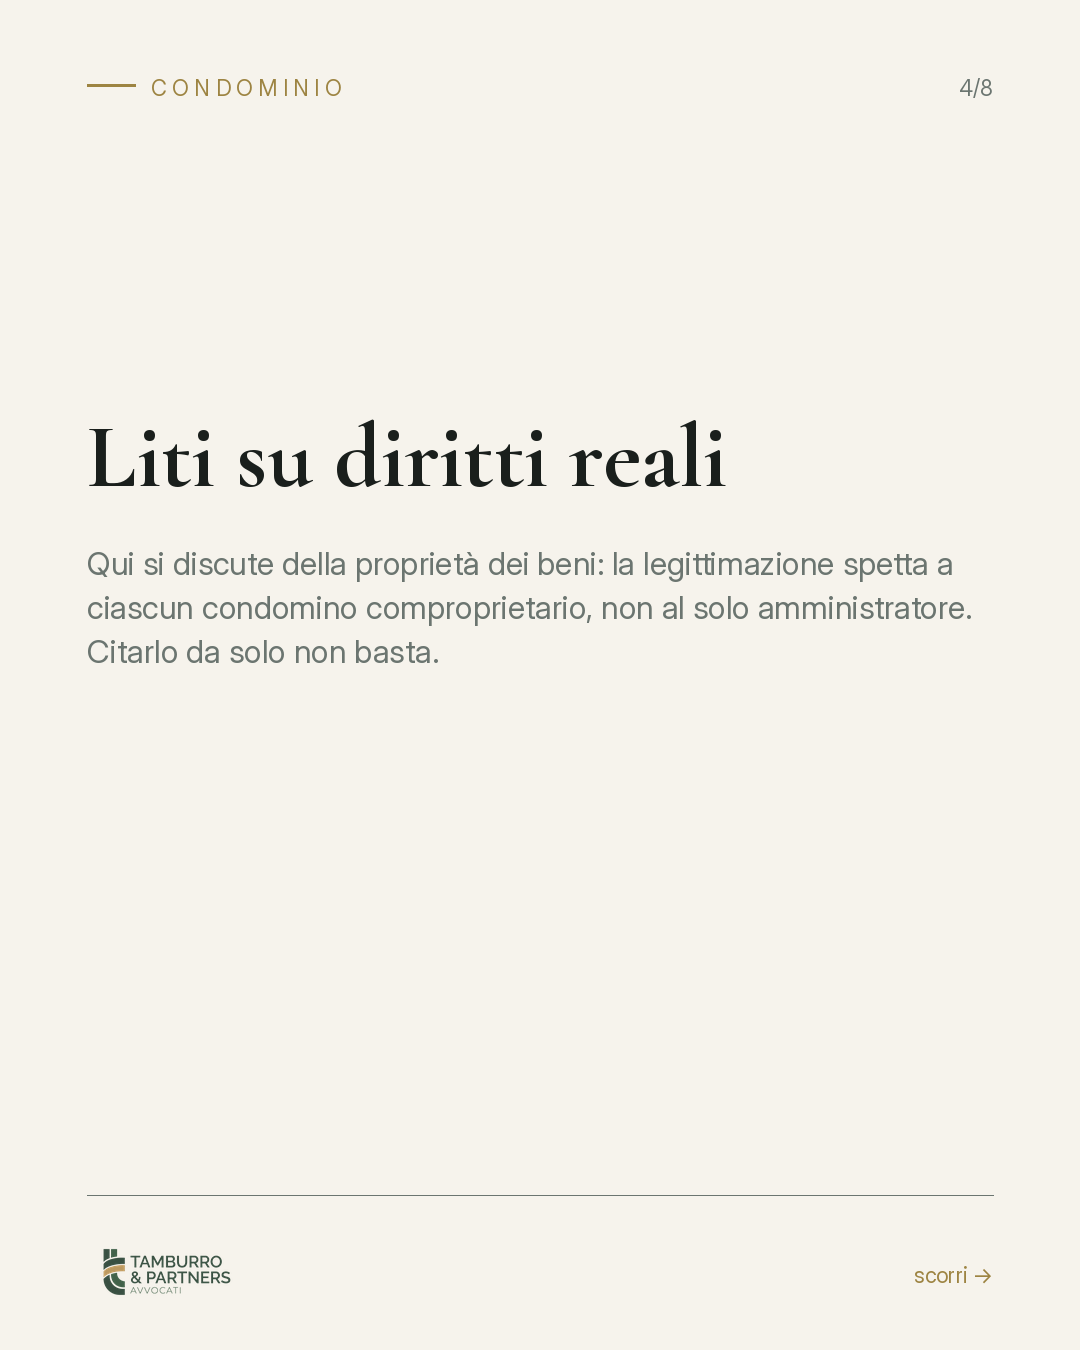 CONDOMINIO
4/8
Liti su diritti reali
Qui si discute della proprietà dei beni: la legittimazione spetta a
ciascun condomino comproprietario, non al solo amministratore.
Citarlo da solo non basta.
TAMBURRO
& PARTNERS
AVVOCATI
scorri →